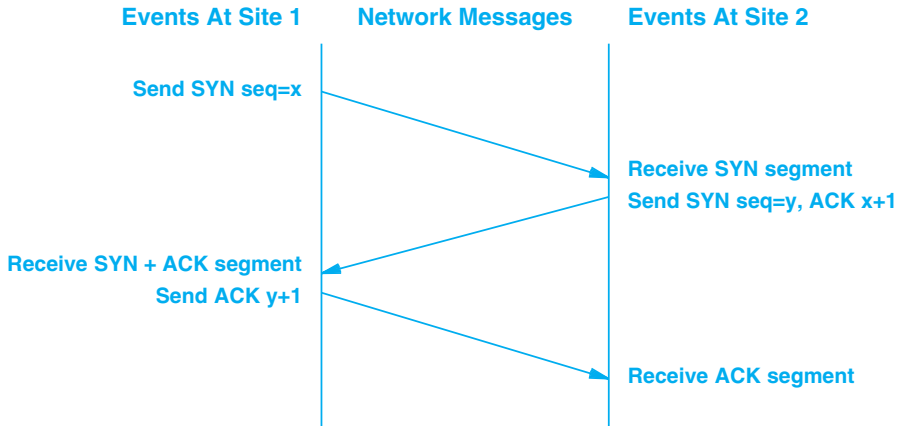 Events At Site 1
Network Messages
Events At Site 2
Send SYN seq=x
Receive SYN segment
Send SYN seq=y, ACK x+1
Receive SYN + ACK segment
Send ACK y+1
Receive ACK segment